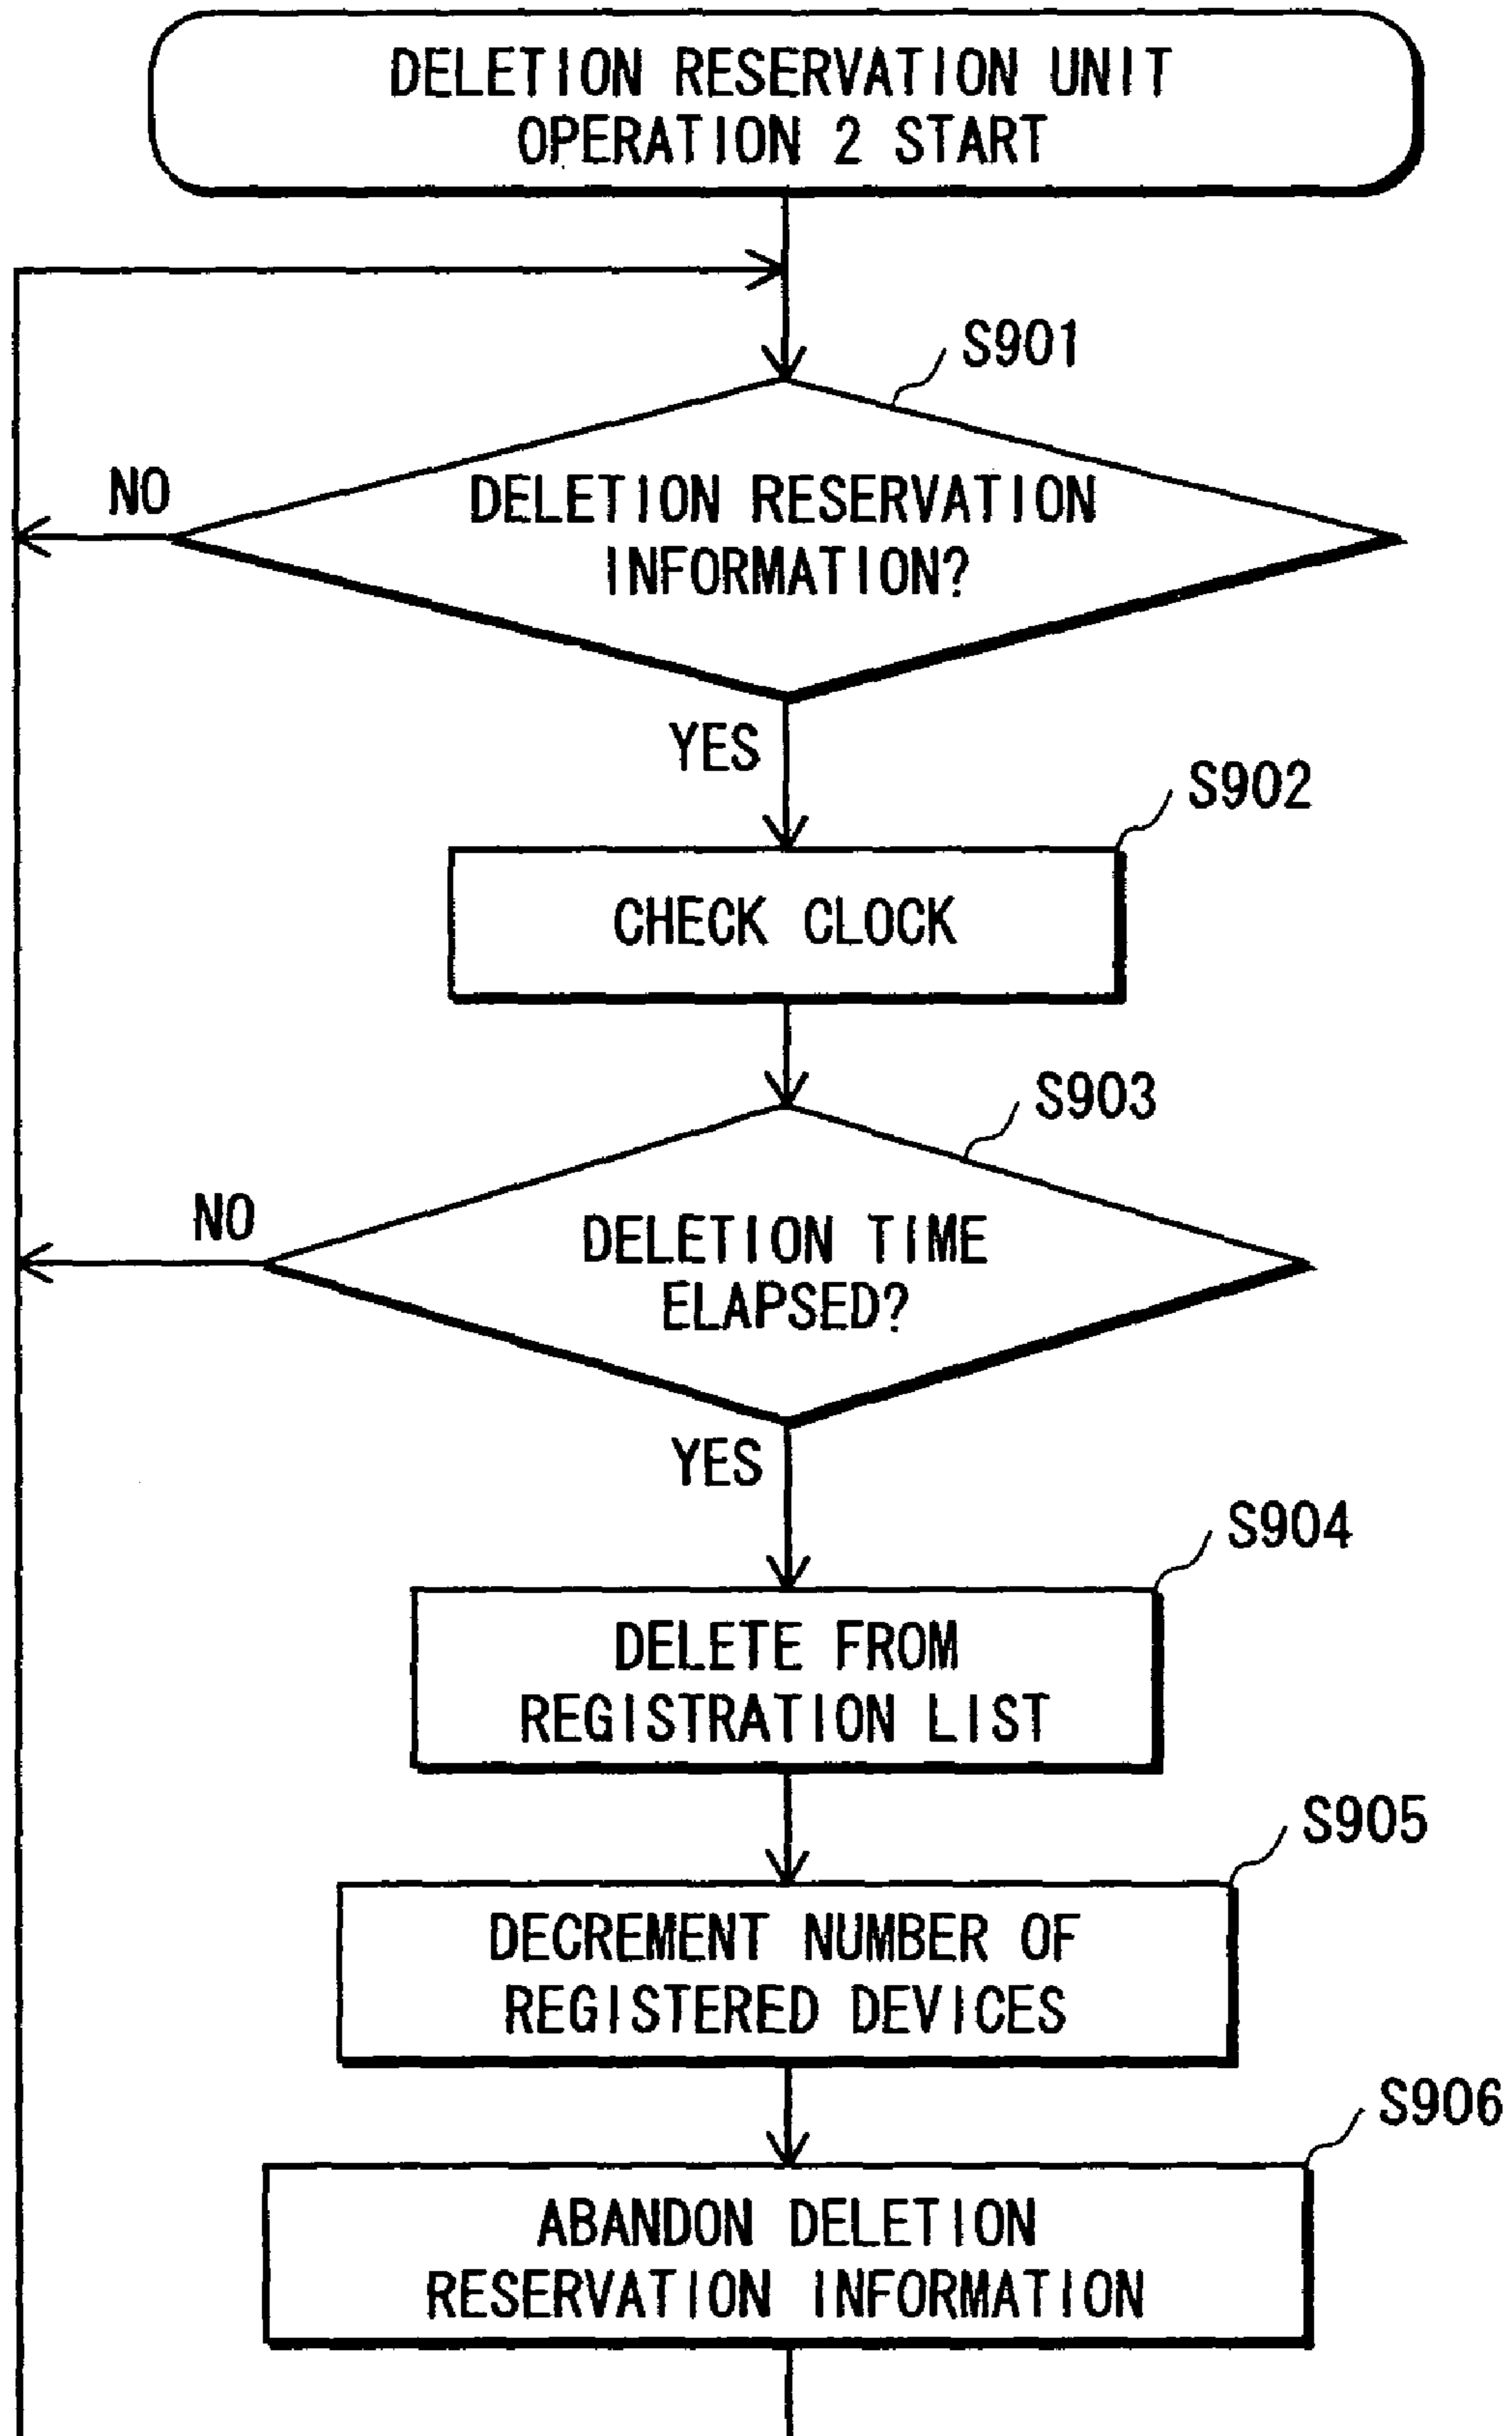 DELETION RESERVATION UNIT
OPERATION 2 START
S901
NO
DELETION RESERVATION
INFORMATION?
YES
S902
CHECK CLOCK
S903
NO
DELETION TIME
ELAPSED?
YES
S904
DELETE FROM
REGISTRATION LIST
S905
DECREMENT NUMBER OF
REGISTERED DEVICES
S906
ABANDON DELETION
RESERVATION INFORMATION